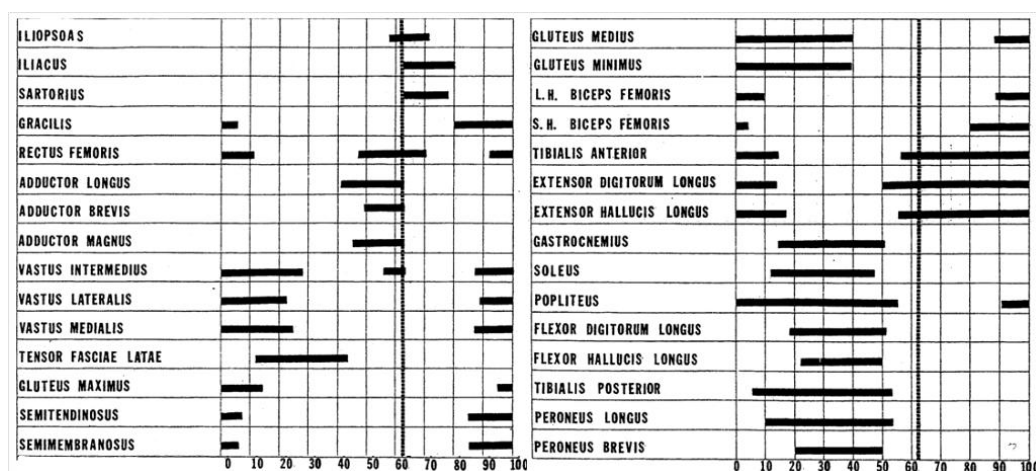 ILIOPSOAS
ILIACUS
SARTORIUS
GRACILIS
RECTUS FEMORIS
ADDUCTOR LONGUS
ADDUCTOR BREVIS
ADDUCTOR MAGNUS
VASTUS INTERMEDIUS
VASTUS LATERALIS
VASTUS MEDIALIS
TENSOR FASCIAE LATAE
GLUTEUS MAXIMUS
SEMITENDINOSUS
SEMIMEMBRANOSUS
0 10 20 30 40 50 60 70 80 90 100
GLUTEUS MEDIUS
GLUTEUS MINIMUS
L.H. BICEPS FEMORIS
S.H. BICEPS FEMORIS
TIBIALIS ANTERIOR
EXTENSOR DIGITORUM LONGUS
EXTENSOR HALLUCIS LONGUS
GASTROCNEMIUS
SOLEUS
POPLITEUS
FLEXOR DIGITORUM LONGUS
FLEXOR HALLUCIS LONGUS
TIBIALIS POSTERIOR
PERONEUS LONGUS
PERONEUS BREVIS
0 10 20 30 40 50 60 70 80 90 100